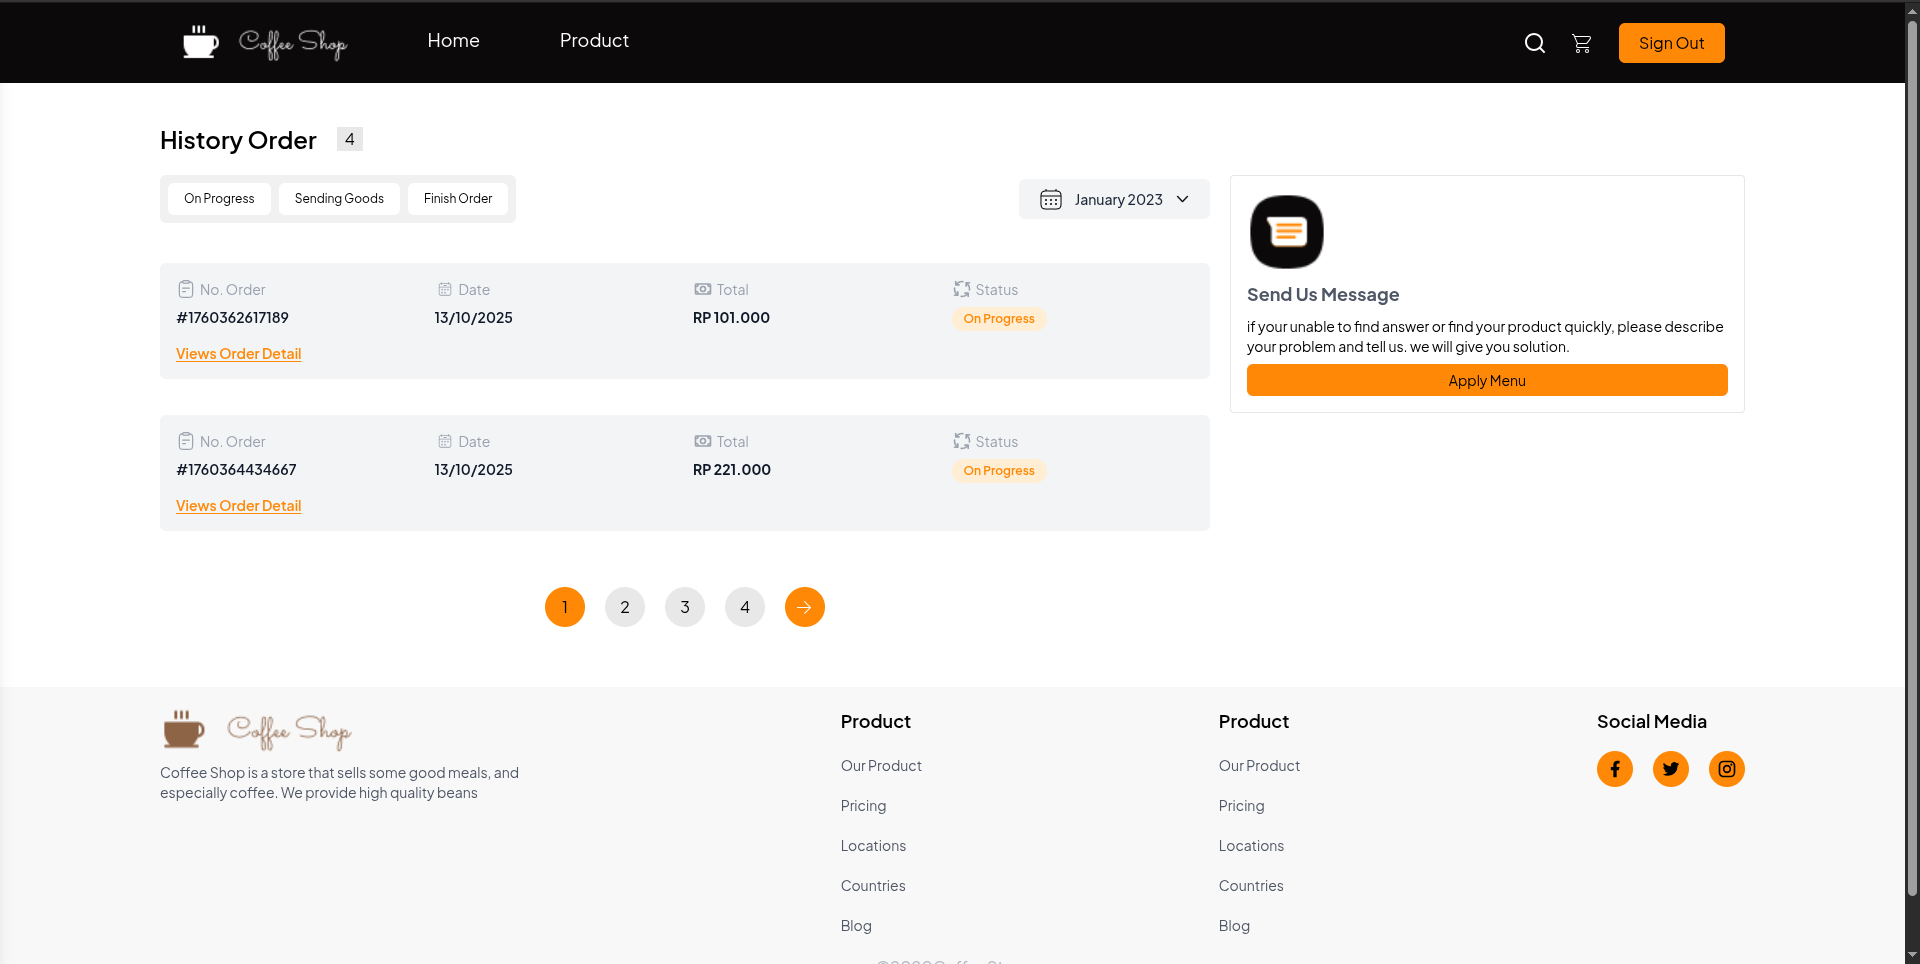 Coffee Shop Home Product Sign Out
History Order 4
On Progress Sending Goods Finish Order January 2023
No. Order Date Total Status
#1760362617189 13/10/2025 RP 101.000 On Progress
Views Order Detail
No. Order Date Total Status
#1760364434667 13/10/2025 RP 221.000 On Progress
Views Order Detail
1 2 3 4
Send Us Message
if your unable to find answer or find your product quickly, please describe
your problem and tell us. we will give you solution.
Apply Menu
Coffee Shop
Coffee Shop is a store that sells some good meals, and
especially coffee. We provide high quality beans
Product
Our Product
Pricing
Locations
Countries
Blog
Product
Our Product
Pricing
Locations
Countries
Blog
Social Media